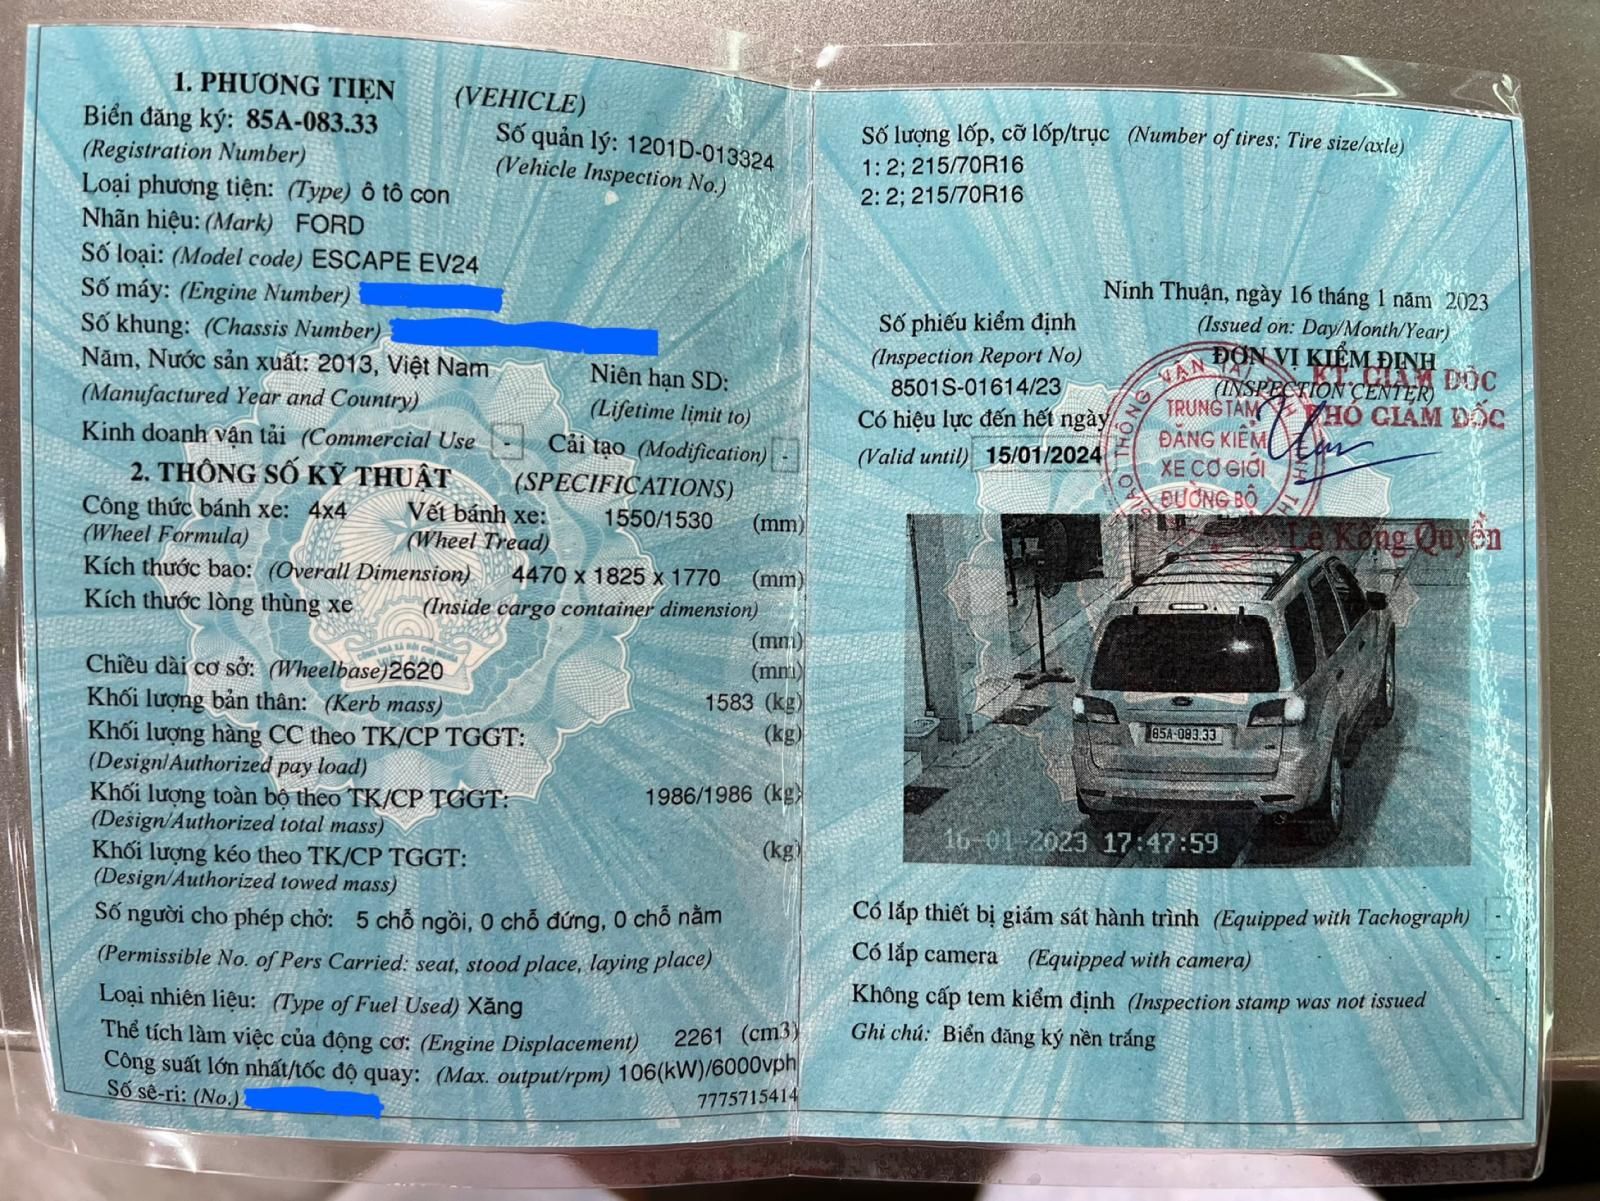 1. PHƯƠNG TIỆN (VEHICLE)
Biển đăng ký: 85A-083.33 Số quản lý: 1201D-013324
(Registration Number) (Vehicle Inspection No.)
Loại phương tiện: (Type) ô tô con
Nhãn hiệu: (Mark) FORD
Số loại: (Model code) ESCAPE EV24
Số máy: (Engine Number)
Số khung: (Chassis Number)
Năm, Nước sản xuất: 2013, Việt Nam Niên hạn SD:
(Manufactured Year and Country) (Lifetime limit to)
Kinh doanh vận tải (Commercial Use - Cải tạo (Modification) -
2. THÔNG SỐ KỸ THUẬT (SPECIFICATIONS)
Công thức bánh xe: 4x4 Vết bánh xe: 1550/1530 (mm)
(Wheel Formula) (Wheel Tread)
Kích thước bao: (Overall Dimension) 4470 x 1825 x 1770 (mm)
Kích thước lòng thùng xe (Inside cargo container dimension)
(mm)
Chiều dài cơ sở: (Wheelbase) 2620 (mm)
Khối lượng bản thân: (Kerb mass) 1583 (kg)
Khối lượng hàng CC theo TK/CP TGGT: (kg)
(Design/Authorized pay load)
Khối lượng toàn bộ theo TK/CP TGGT: 1986/1986 (kg)
(Design/Authorized total mass)
Khối lượng kéo theo TK/CP TGGT: (kg)
(Design/Authorized towed mass)
Số người cho phép chở: 5 chỗ ngồi, 0 chỗ đứng, 0 chỗ nằm
(Permissible No. of Pers Carried: seat, stood place, laying place)
Loại nhiên liệu: (Type of Fuel Used) Xăng
Thể tích làm việc của động cơ: (Engine Displacement) 2261 (cm3)
Công suất lớn nhất/tốc độ quay: (Max. output/rpm) 106(kW)/6000vph
Số sê-ri: (No.) 7775715414
Số lượng lốp, cỡ lốp/trục (Number of tires; Tire size/axle)
1: 2; 215/70R16
2: 2; 215/70R16
Ninh Thuận, ngày 16 tháng 1 năm 2023
Số phiếu kiểm định (Issued on: Day/Month/Year)
(Inspection Report No) ĐƠN VỊ KIỂM ĐỊNH
8501S-01614/23 (INSPECTION CENTER)
KT. GIÁM ĐỐC
PHÓ GIÁM ĐỐC
Có hiệu lực đến hết ngày
(Valid until) 15/01/2024
TRUNG TÂM
ĐĂNG KIỂM
XE CƠ GIỚI
ĐƯỜNG BỘ
Lê Kông Quyền
85A-083.33
16-01-2023 17:47:59
Có lắp thiết bị giám sát hành trình (Equipped with Tachograph) -
Có lắp camera (Equipped with camera) -
Không cấp tem kiểm định (Inspection stamp was not issued -
Ghi chú: Biển đăng ký nền trắng